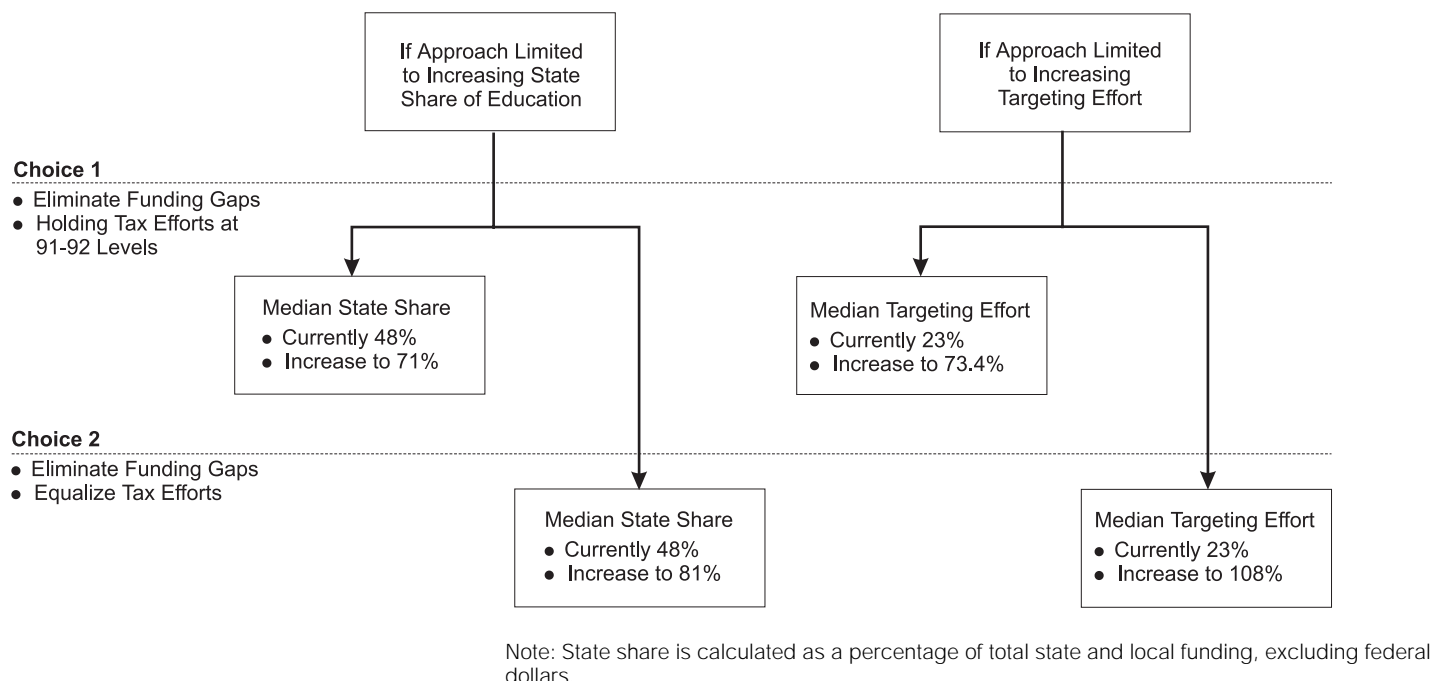 If Approach Limited
to Increasing State
Share of Education
If Approach Limited
to Increasing
Targeting Effort
Choice 1
● Eliminate Funding Gaps
● Holding Tax Efforts at
91-92 Levels
Median State Share
● Currently 48%
● Increase to 71%
Median Targeting Effort
● Currently 23%
● Increase to 73.4%
Choice 2
● Eliminate Funding Gaps
● Equalize Tax Efforts
Median State Share
● Currently 48%
● Increase to 81%
Median Targeting Effort
● Currently 23%
● Increase to 108%
Note: State share is calculated as a percentage of total state and local funding, excluding federal
dollars